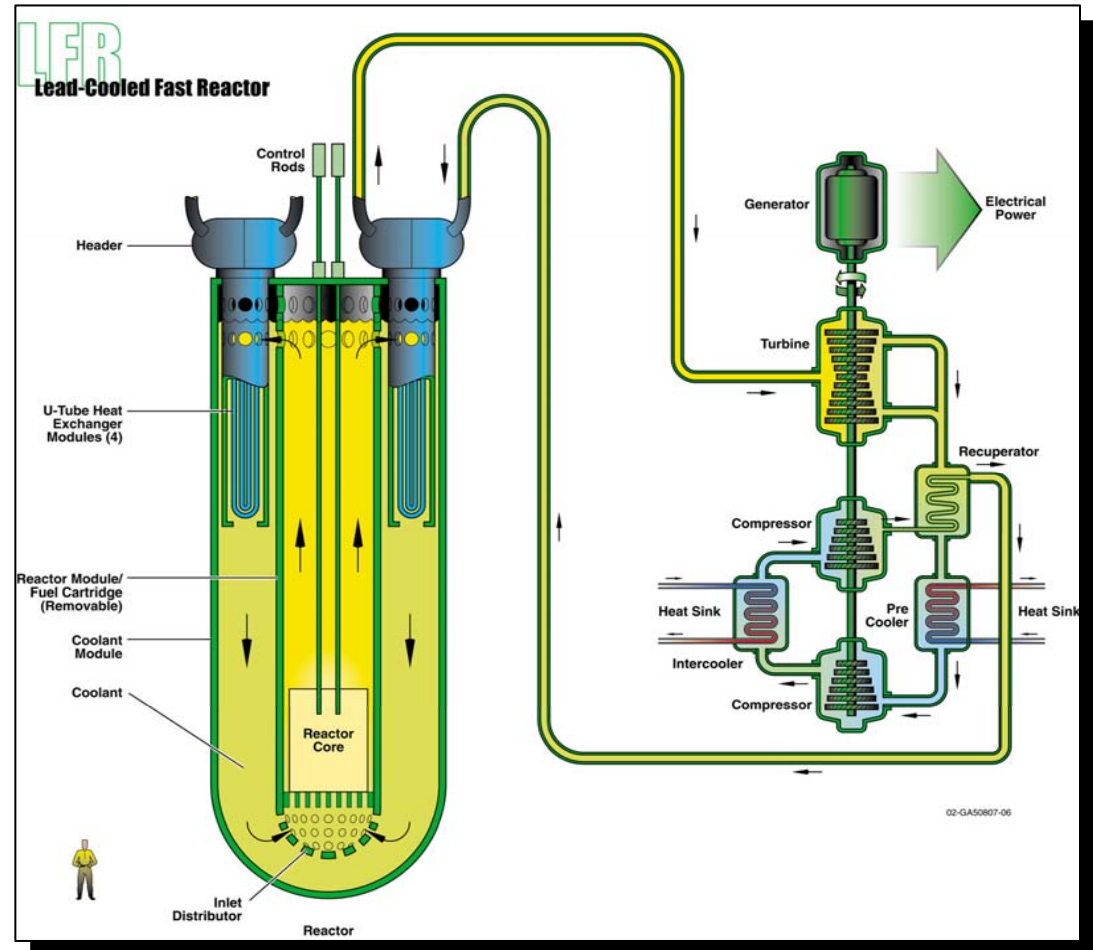 LFR
Lead-Cooled Fast Reactor
Control
Rods
Header
U-Tube Heat
Exchanger
Modules (4)
Reactor Module/
Fuel Cartridge
(Removable)
Coolant
Module
Coolant
Reactor
Core
Inlet
Distributor
Reactor
Generator
Electrical
Power
Turbine
Recuperator
Compressor
Heat Sink
Pre
Cooler
Heat Sink
Intercooler
Compressor
02-GA50807-06